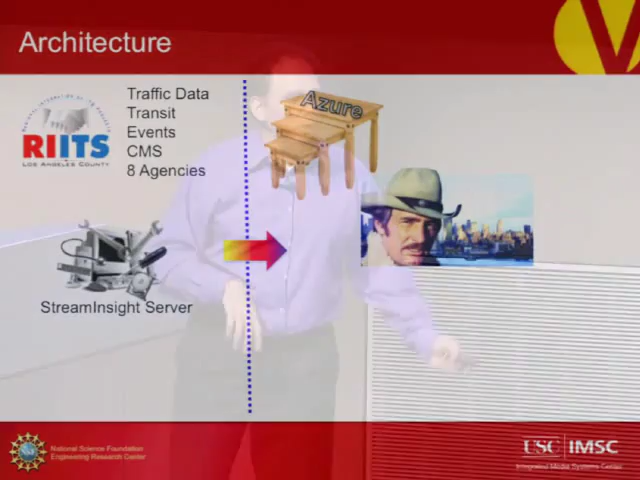 Architecture
Traffic Data
Transit
Events
CMS
8 Agencies
RIITS
LOS ANGELES COUNTY
Azure
StreamInsight Server
National Science Foundation
Engineering Research Center
USC IMSC
Integrated Media Systems Center